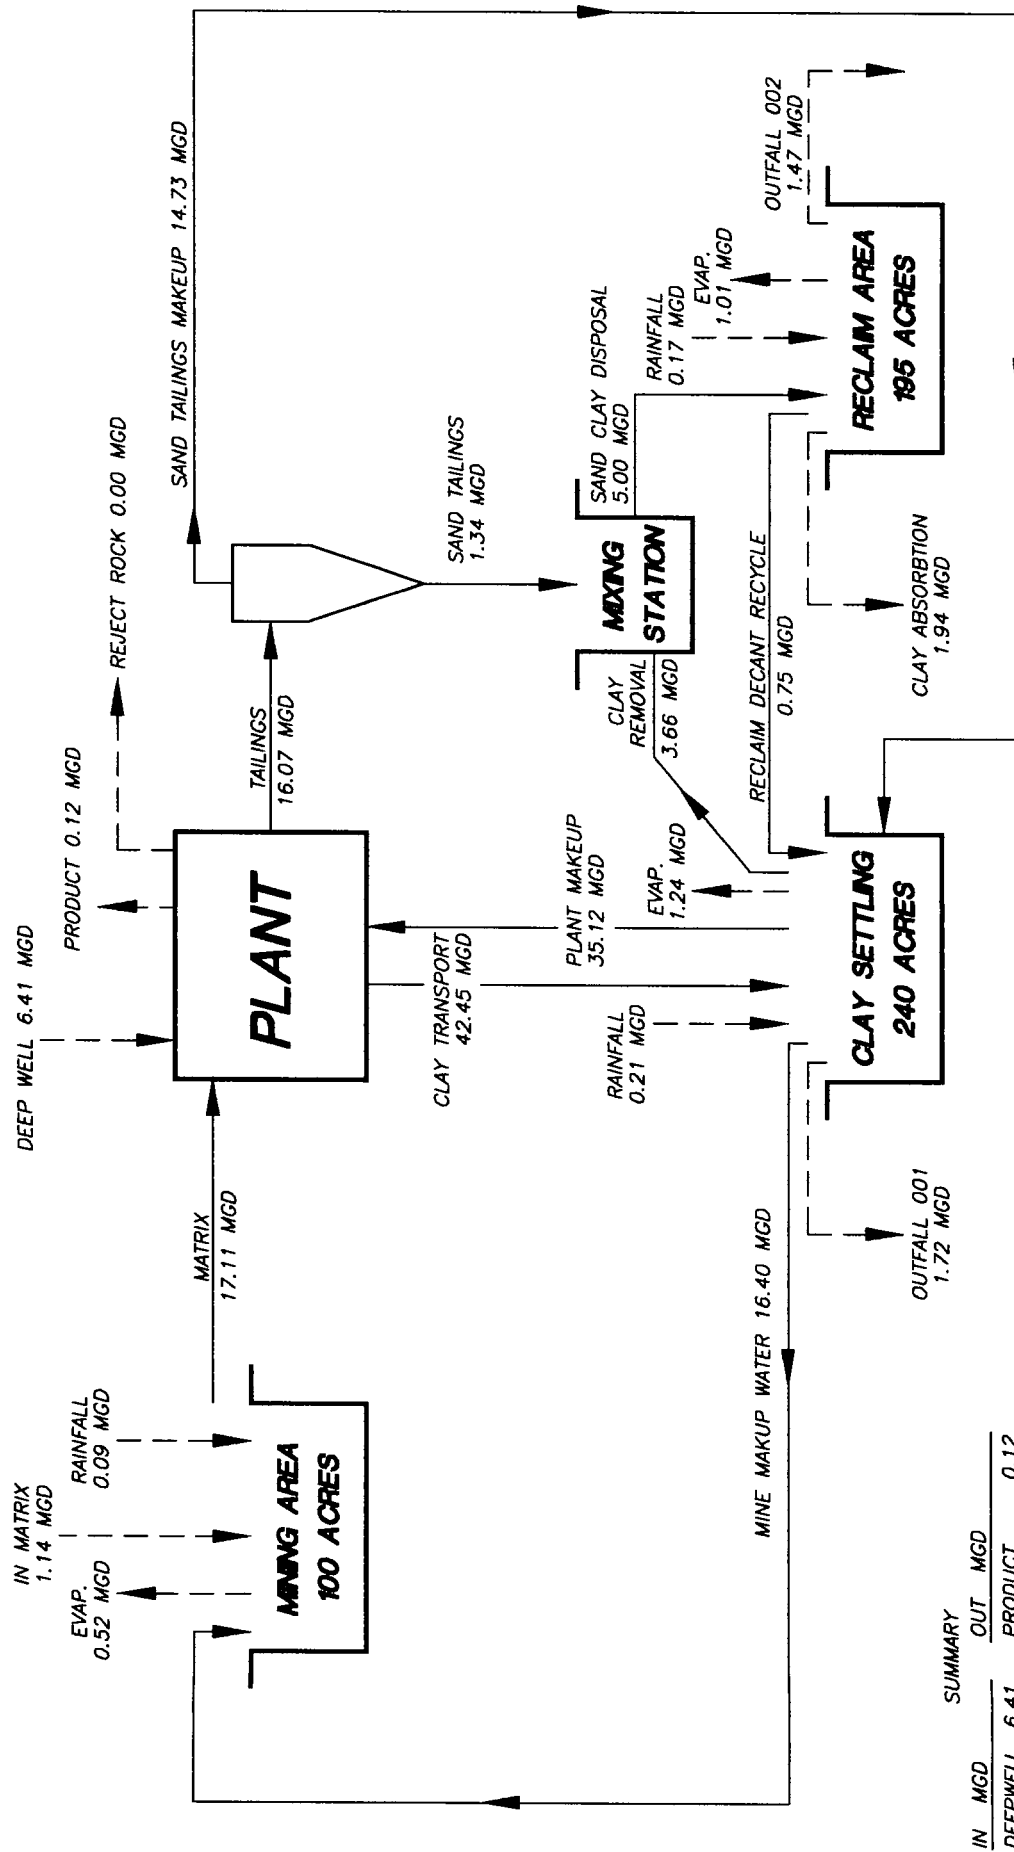 DEEP WELL 6.41 MGD
PRODUCT 0.12 MGD
REJECT ROCK 0.00 MGD
SAND TAILINGS MAKEUP 14.73 MGD
IN MATRIX
1.14 MGD
EVAP.
0.52 MGD
RAINFALL
0.09 MGD
MATRIX
17.11 MGD
PLANT
TAILINGS
16.07 MGD
MINING AREA
100 ACRES
SAND TAILINGS
1.34 MGD
CLAY TRANSPORT
42.45 MGD
PLANT MAKEUP
35.12 MGD
RAINFALL
0.21 MGD
EVAP.
1.24 MGD
CLAY
REMOVAL
3.66 MGD
MIXING
STATION
SAND CLAY DISPOSAL
5.00 MGD
RAINFALL
0.17 MGD
EVAP.
1.01 MGD
OUTFALL 002
1.47 MGD
MINE MAKUP WATER 16.40 MGD
RECLAIM DECANT RECYCLE
0.75 MGD
CLAY SETTLING
240 ACRES
RECLAIM AREA
195 ACRES
OUTFALL 001
1.72 MGD
CLAY ABSORBTION
1.94 MGD
SUMMARY
IN MGD OUT MGD
DEEPWELL 6.41 PRODUCT 0.12